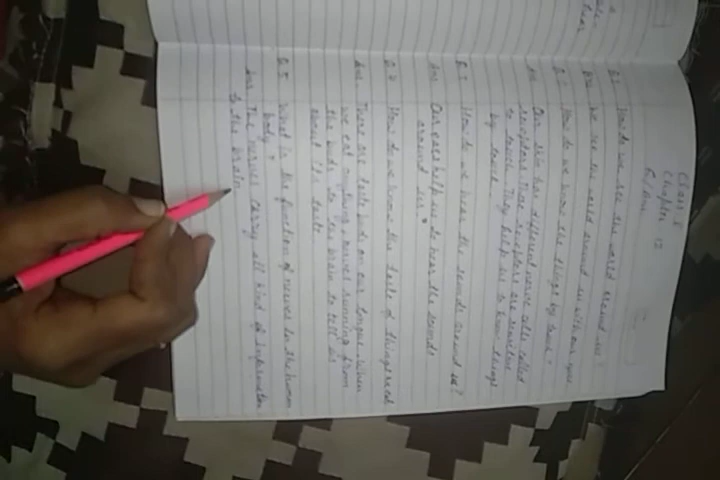 Class 8
Chapter 12
Q.1 How do we see the world around us?
Ans We see the world around us with our eyes
Q.2 How do we know the things by touch?
Ans Our skin has different nerve cells called
receptors. These receptors are sensitive
to touch. They help us to know things
by touch.
Q.3 How do we hear the sounds around us?
Ans Our ears help us to hear the sounds
around us.
Q.4 How do we know the taste of things
Ans There are taste buds on our tongue. When
we eat anything, nerves running from
the buds to the brain to tell us
about its taste
Q.5 What is the function of nerves in the human
body?
Ans The nerves carry all kind of information
to the brain